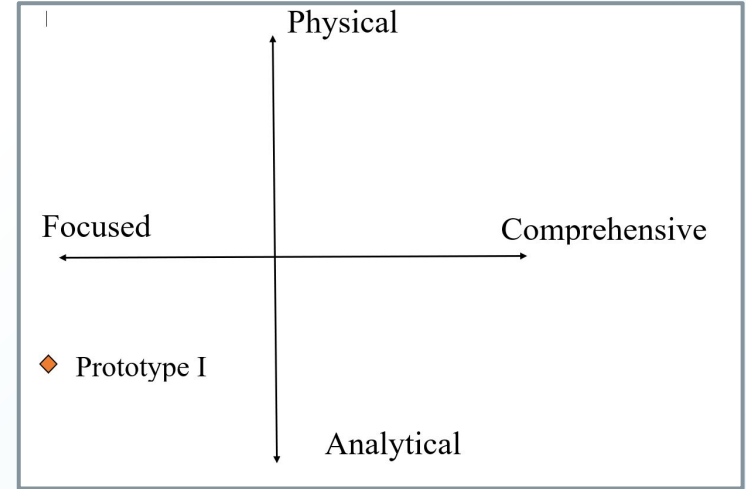 Physical
Focused
Comprehensive
Prototype I
Analytical